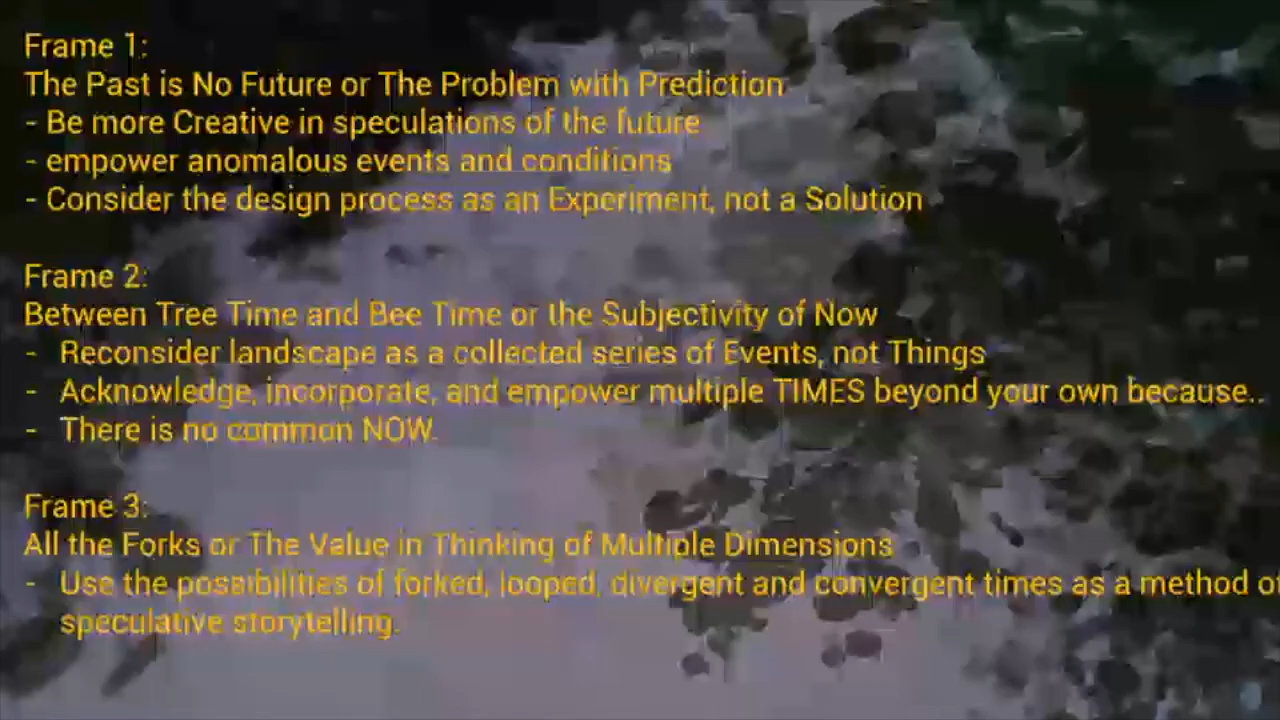 Frame 1:
The Past is No Future or The Problem with Prediction
- Be more Creative in speculations of the future
- empower anomalous events and conditions
- Consider the design process as an Experiment, not a Solution
Frame 2:
Between Tree Time and Bee Time or the Subjectivity of Now
- Reconsider landscape as a collected series of Events, not Things
- Acknowledge, incorporate, and empower multiple TIMES beyond your own because..
- There is no common NOW.
Frame 3:
All the Forks or The Value in Thinking of Multiple Dimensions
- Use the possibilities of forked, looped, divergent and convergent times as a method of
speculative storytelling.